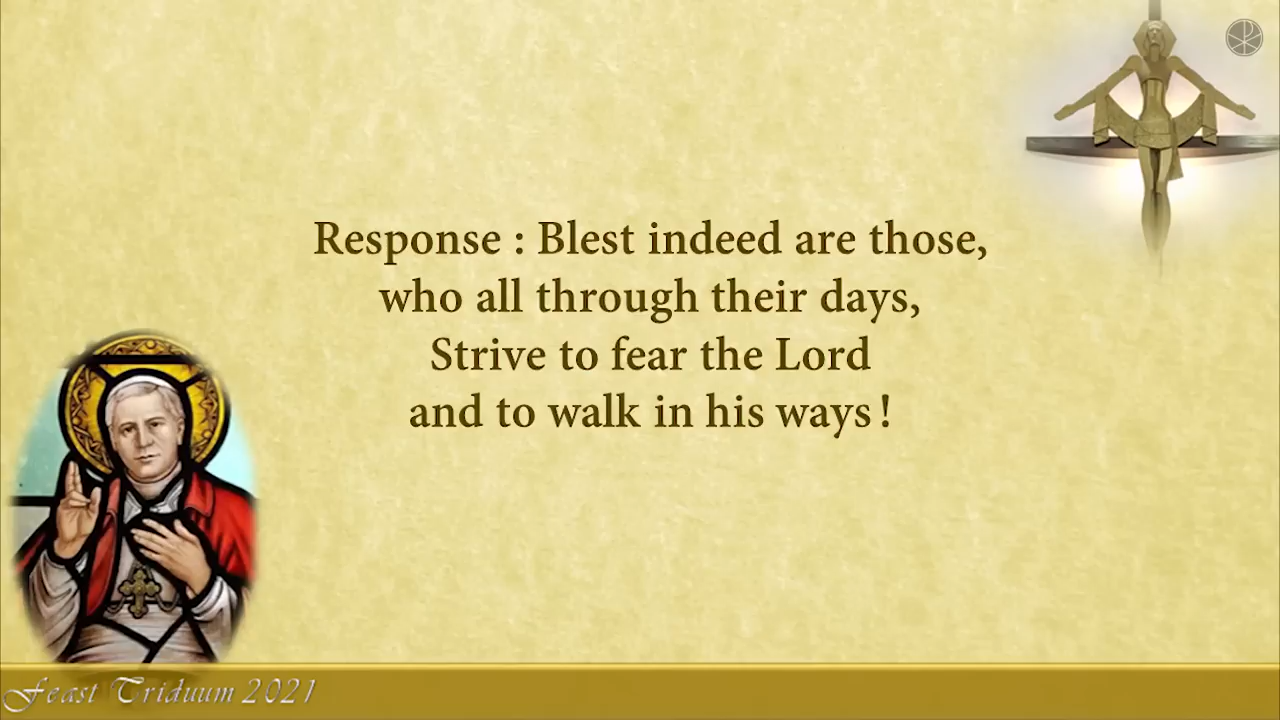 Response : Blest indeed are those,
who all through their days,
Strive to fear the Lord
and to walk in his ways !
Feast Triduum 2021